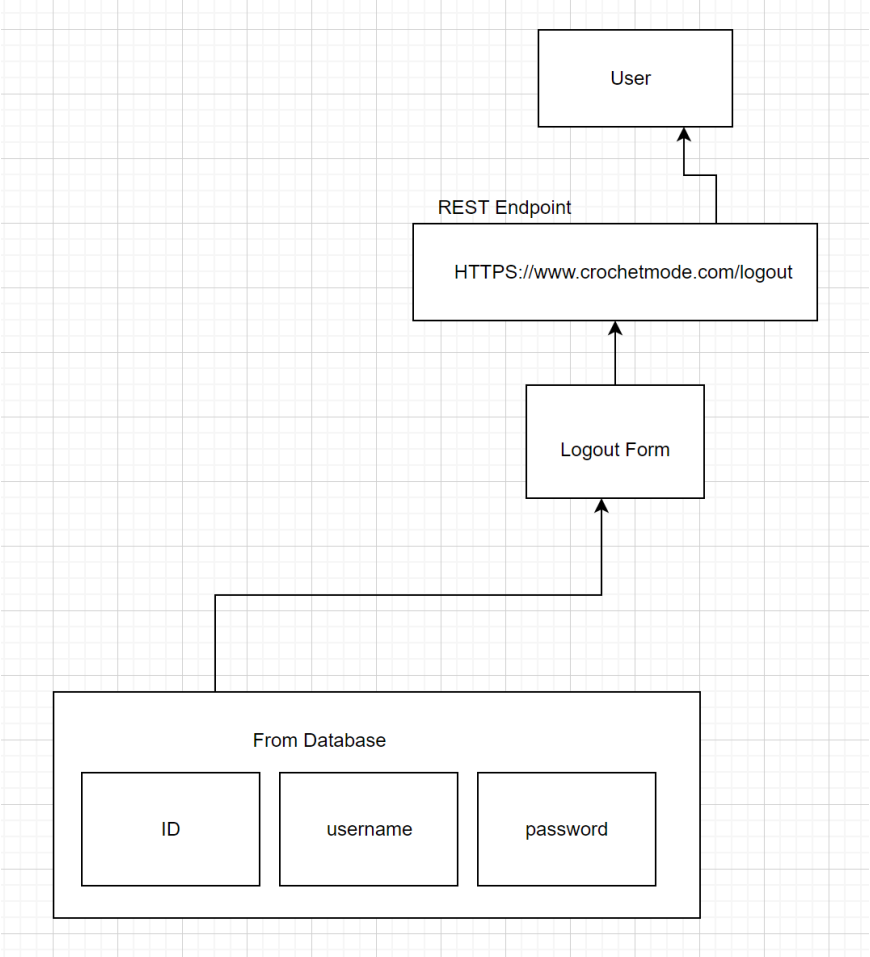 User
REST Endpoint
HTTPS://www.crochetmode.com/logout
Logout Form
From Database
ID
username
password